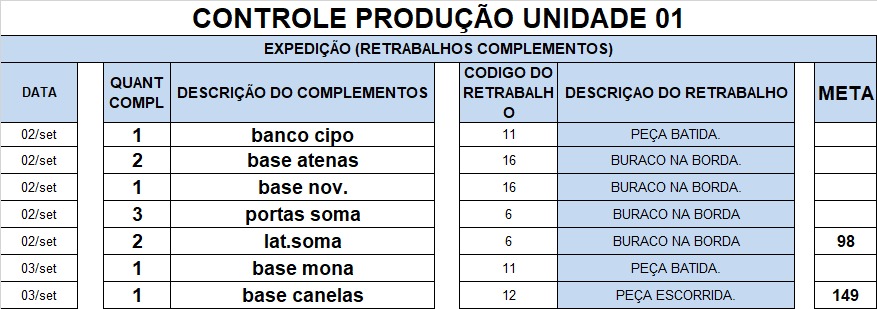 CONTROLE PRODUÇÃO UNIDADE 01
EXPEDIÇÃO (RETRABALHOS COMPLEMENTOS)
DATA QUANT COMPL DESCRIÇÃO DO COMPLEMENTOS CODIGO DO RETRABALHO DESCRIÇAO DO RETRABALHO META
02/set 1 banco cipo 11 PEÇA BATIDA.
02/set 2 base atenas 16 BURACO NA BORDA.
02/set 1 base nov. 16 BURACO NA BORDA.
02/set 3 portas soma 6 BURACO NA BORDA
02/set 2 lat.soma 6 BURACO NA BORDA 98
03/set 1 base mona 11 PEÇA BATIDA.
03/set 1 base canelas 12 PEÇA ESCORRIDA. 149